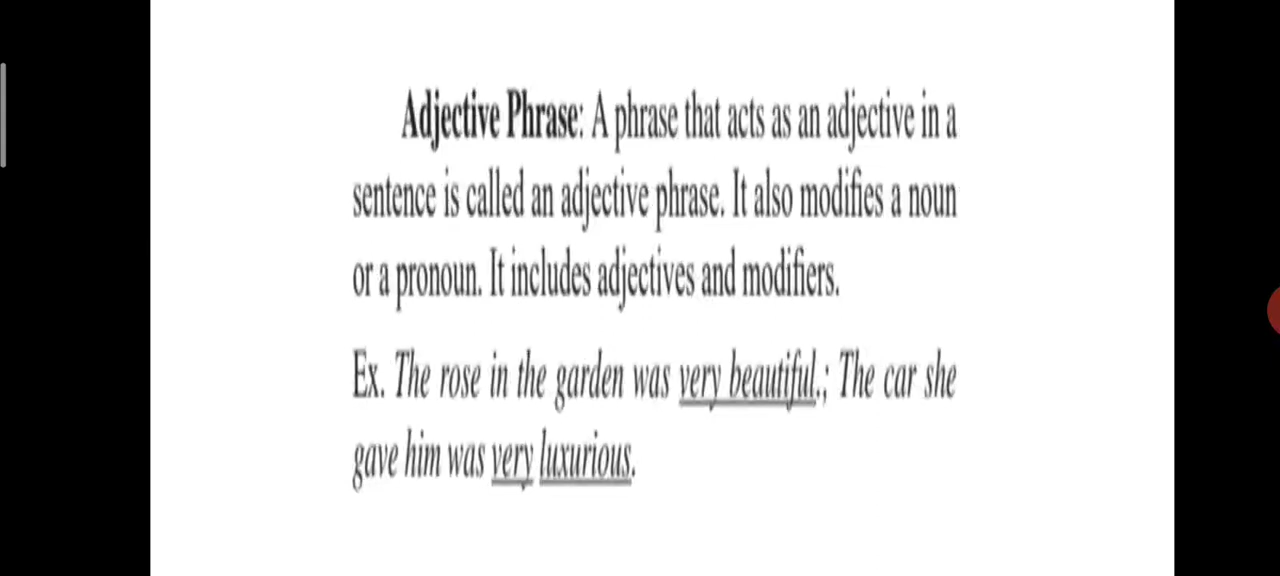 Adjective Phrase: A phrase that acts as an adjective in a
sentence is called an adjective phrase. It also modifies a noun
or a pronoun. It includes adjectives and modifiers.
Ex. The rose in the garden was very beautiful.; The car she
gave him was very luxurious.